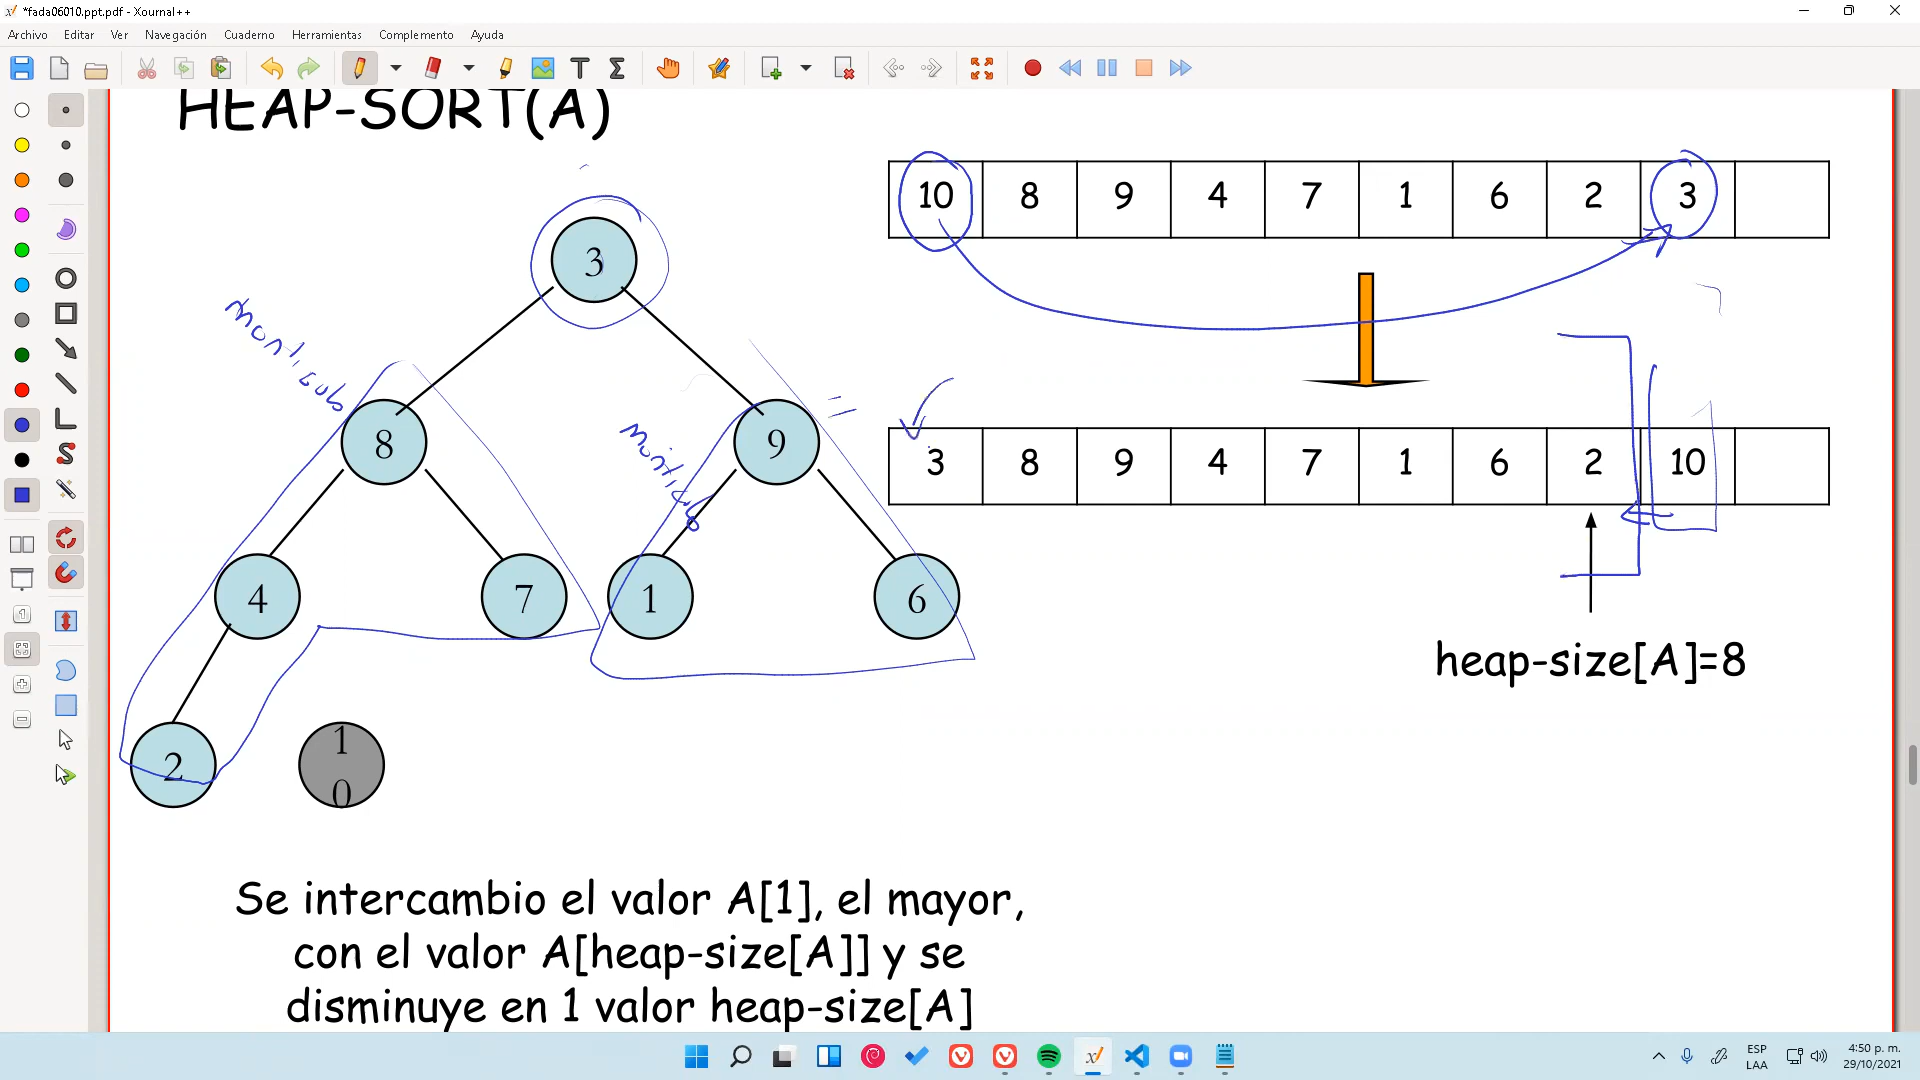 *fada06010.ppt.pdf - Xournal++
Archivo Editar Ver Navegación Cuaderno Herramientas Complemento Ayuda
HEAP-SORT(A)
10 8 9 4 7 1 6 2 3
3
monticulo
8
9
monticulo
3 8 9 4 7 1 6 2 10
4
7
1
6
heap-size[A]=8
2
10
Se intercambio el valor A[1], el mayor,
con el valor A[heap-size[A]] y se
disminuye en 1 valor heap-size[A]
ESP
LAA
4:50 p. m.
29/10/2021